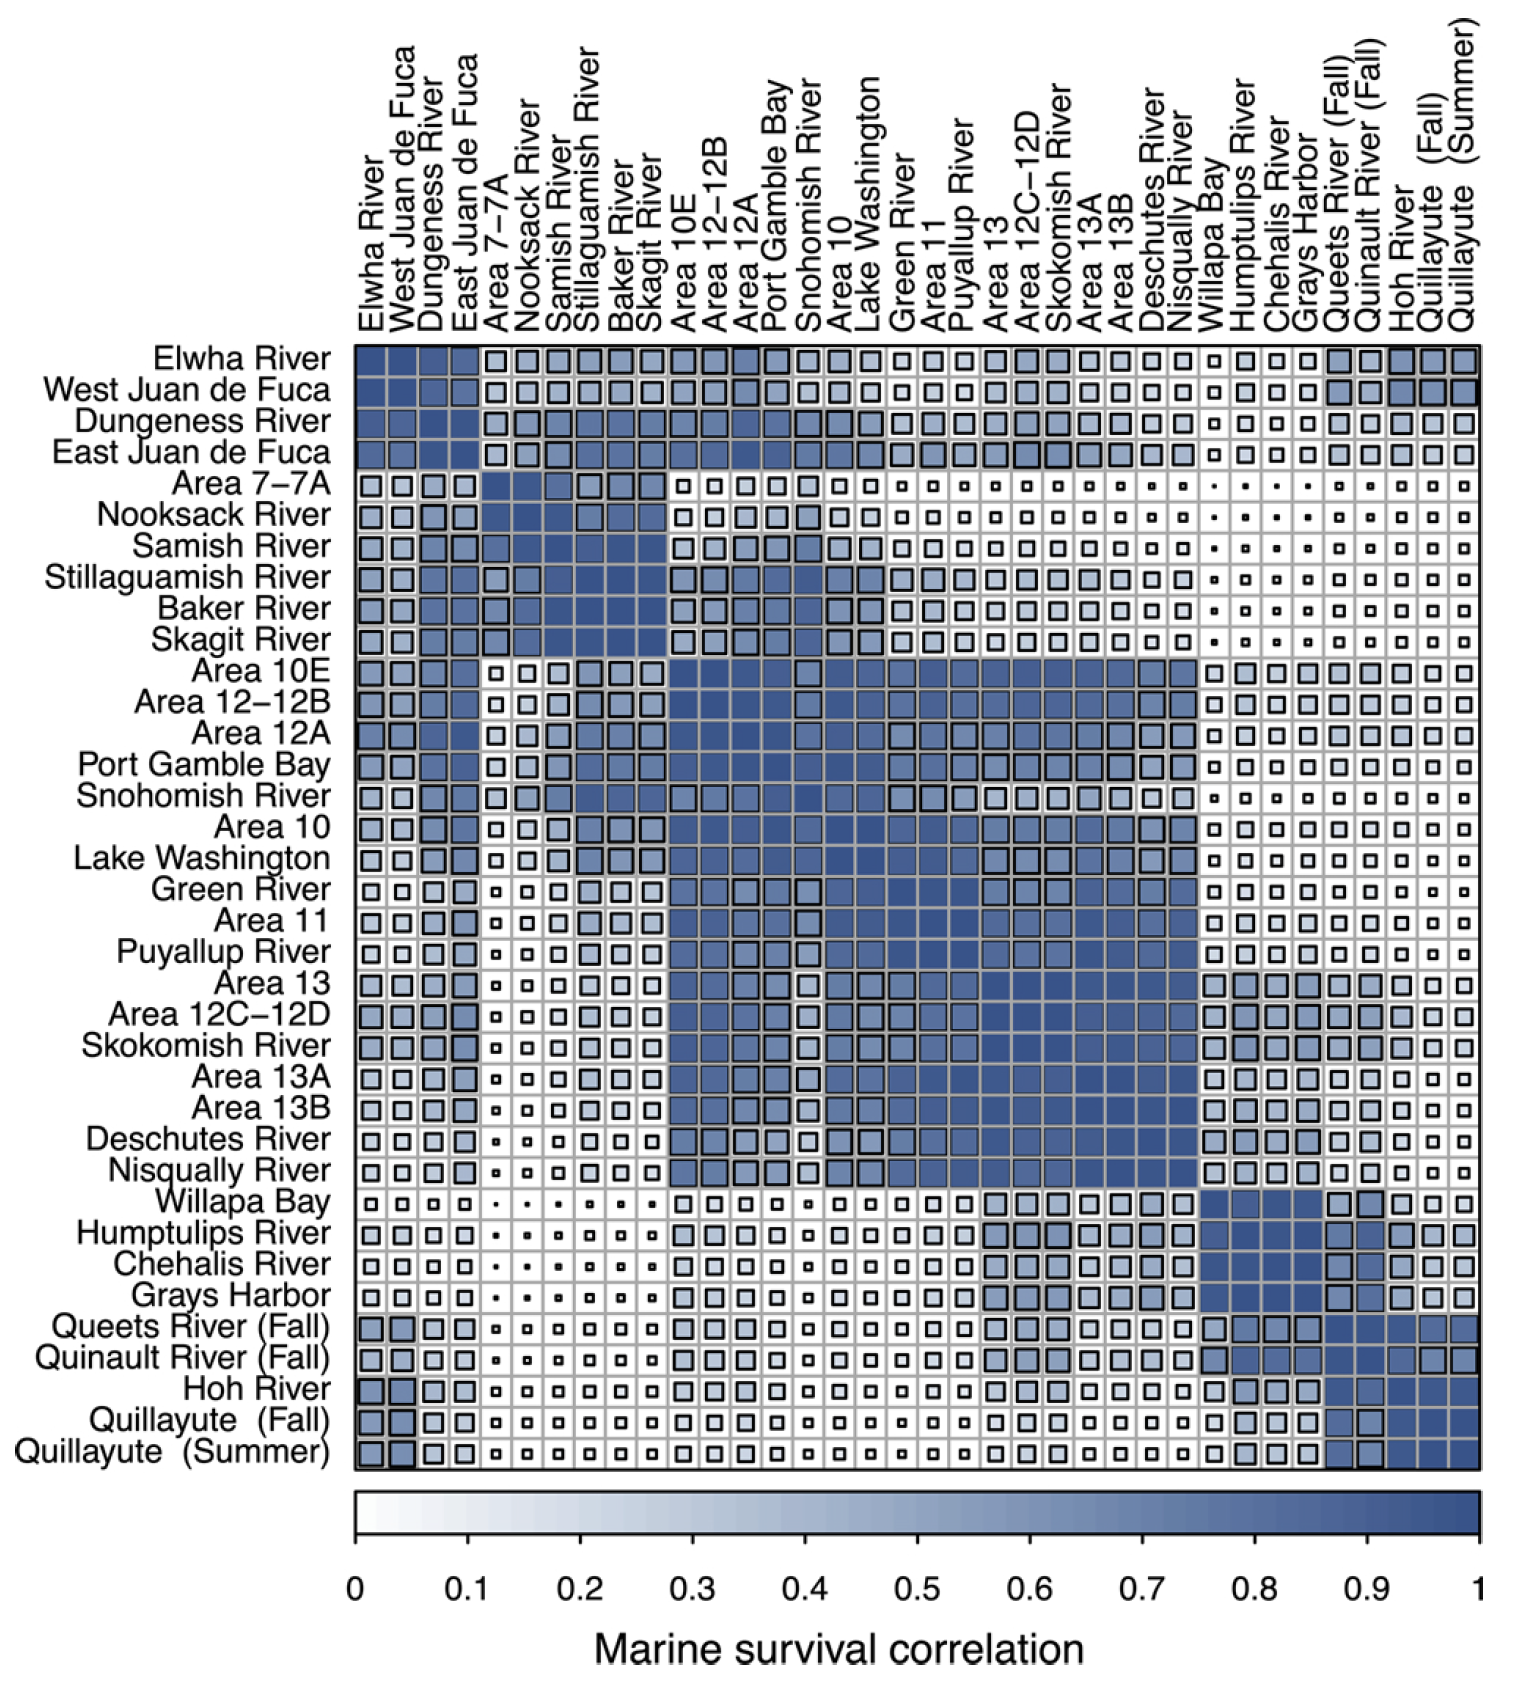 Elwha River
West Juan de Fuca
Dungeness River
East Juan de Fuca
Area 7–7A
Nooksack River
Samish River
Stillaguamish River
Baker River
Skagit River
Area 10E
Area 12–12B
Area 12A
Port Gamble Bay
Snohomish River
Area 10
Lake Washington
Green River
Area 11
Puyallup River
Area 13
Area 12C–12D
Skokomish River
Area 13A
Area 13B
Deschutes River
Nisqually River
Willapa Bay
Humptulips River
Chehalis River
Grays Harbor
Queets River (Fall)
Quinault River (Fall)
Hoh River
Quillayute (Fall)
Quillayute (Summer)
Elwha River
West Juan de Fuca
Dungeness River
East Juan de Fuca
Area 7–7A
Nooksack River
Samish River
Stillaguamish River
Baker River
Skagit River
Area 10E
Area 12–12B
Area 12A
Port Gamble Bay
Snohomish River
Area 10
Lake Washington
Green River
Area 11
Puyallup River
Area 13
Area 12C–12D
Skokomish River
Area 13A
Area 13B
Deschutes River
Nisqually River
Willapa Bay
Humptulips River
Chehalis River
Grays Harbor
Queets River (Fall)
Quinault River (Fall)
Hoh River
Quillayute (Fall)
Quillayute (Summer)
0 0.1 0.2 0.3 0.4 0.5 0.6 0.7 0.8 0.9 1
Marine survival correlation